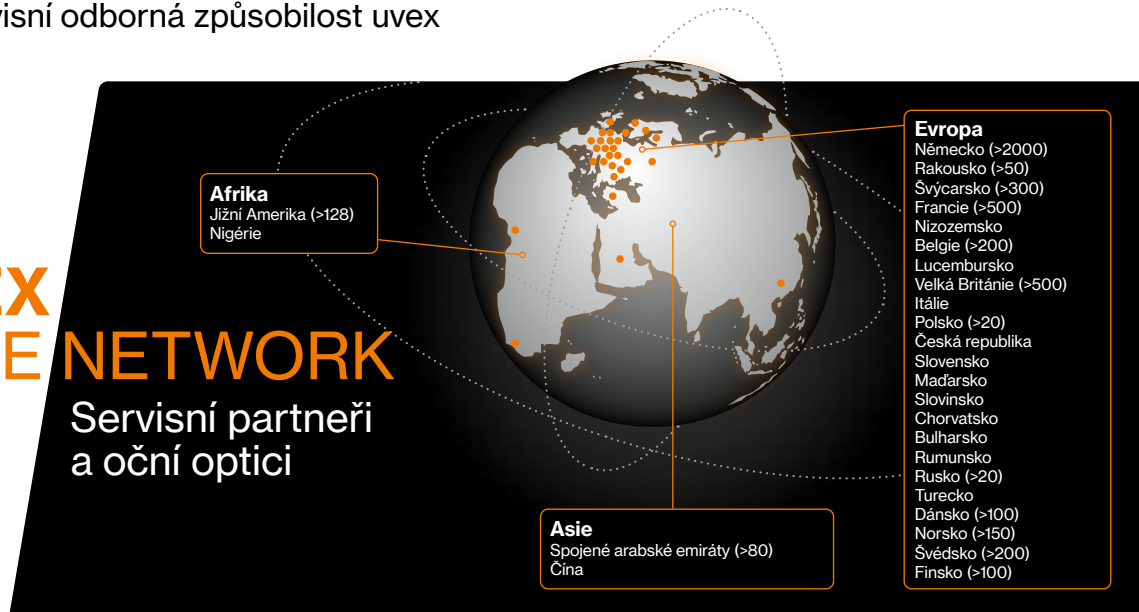 odborná způsobilost uvex
Afrika
Jižní Amerika (>128)
Nigérie
NETWORK
Servisní partneři
a oční optici
Asie
Spojené arabské emiráty (>80)
Čína
Evropa
Německo (>2000)
Rakousko (>50)
Švýcarsko (>300)
Francie (>500)
Nizozemsko
Belgie (>200)
Lucembursko
Velká Británie (>500)
Itálie
Polsko (>20)
Česká republika
Slovensko
Maďarsko
Slovinsko
Chorvatsko
Bulharsko
Rumunsko
Rusko (>20)
Turecko
Dánsko (>100)
Norsko (>150)
Švédsko (>200)
Finsko (>100)